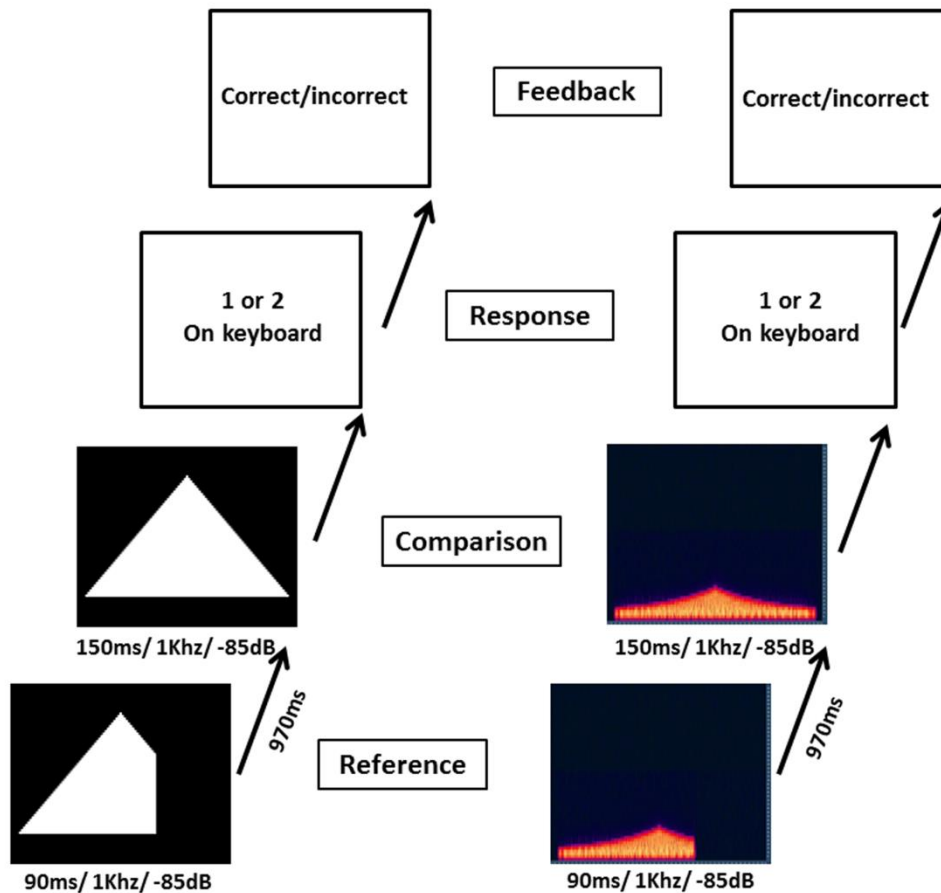 Correct/incorrect
Feedback
Correct/incorrect
1 or 2
On keyboard
Response
1 or 2
On keyboard
Comparison
150ms/ 1Khz/ -85dB
150ms/ 1Khz/ -85dB
970ms
970ms
Reference
90ms/ 1Khz/ -85dB
90ms/ 1Khz/ -85dB